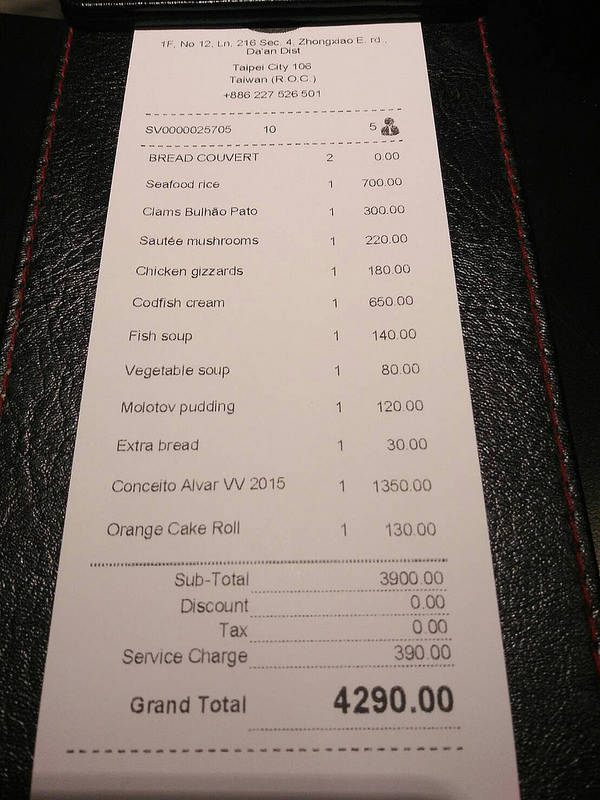 1F, No 12, Ln. 216 Sec. 4, Zhongxiao E. rd.,
Da'an Dist
Taipei City 106
Taiwan (R.O.C.)
+886 227 526 501
SV0000025705 10 5
BREAD COUVERT 2 0.00
Seafood rice 1 700.00
Clams Bulhão Pato 1 300.00
Sautée mushrooms 1 220.00
Chicken gizzards 1 180.00
Codfish cream 1 650.00
Fish soup 1 140.00
Vegetable soup 1 80.00
Molotov pudding 1 120.00
Extra bread 1 30.00
Conceito Alvar VV 2015 1 1350.00
Orange Cake Roll 1 130.00
Sub-Total 3900.00
Discount 0.00
Tax 0.00
Service Charge 390.00
Grand Total 4290.00